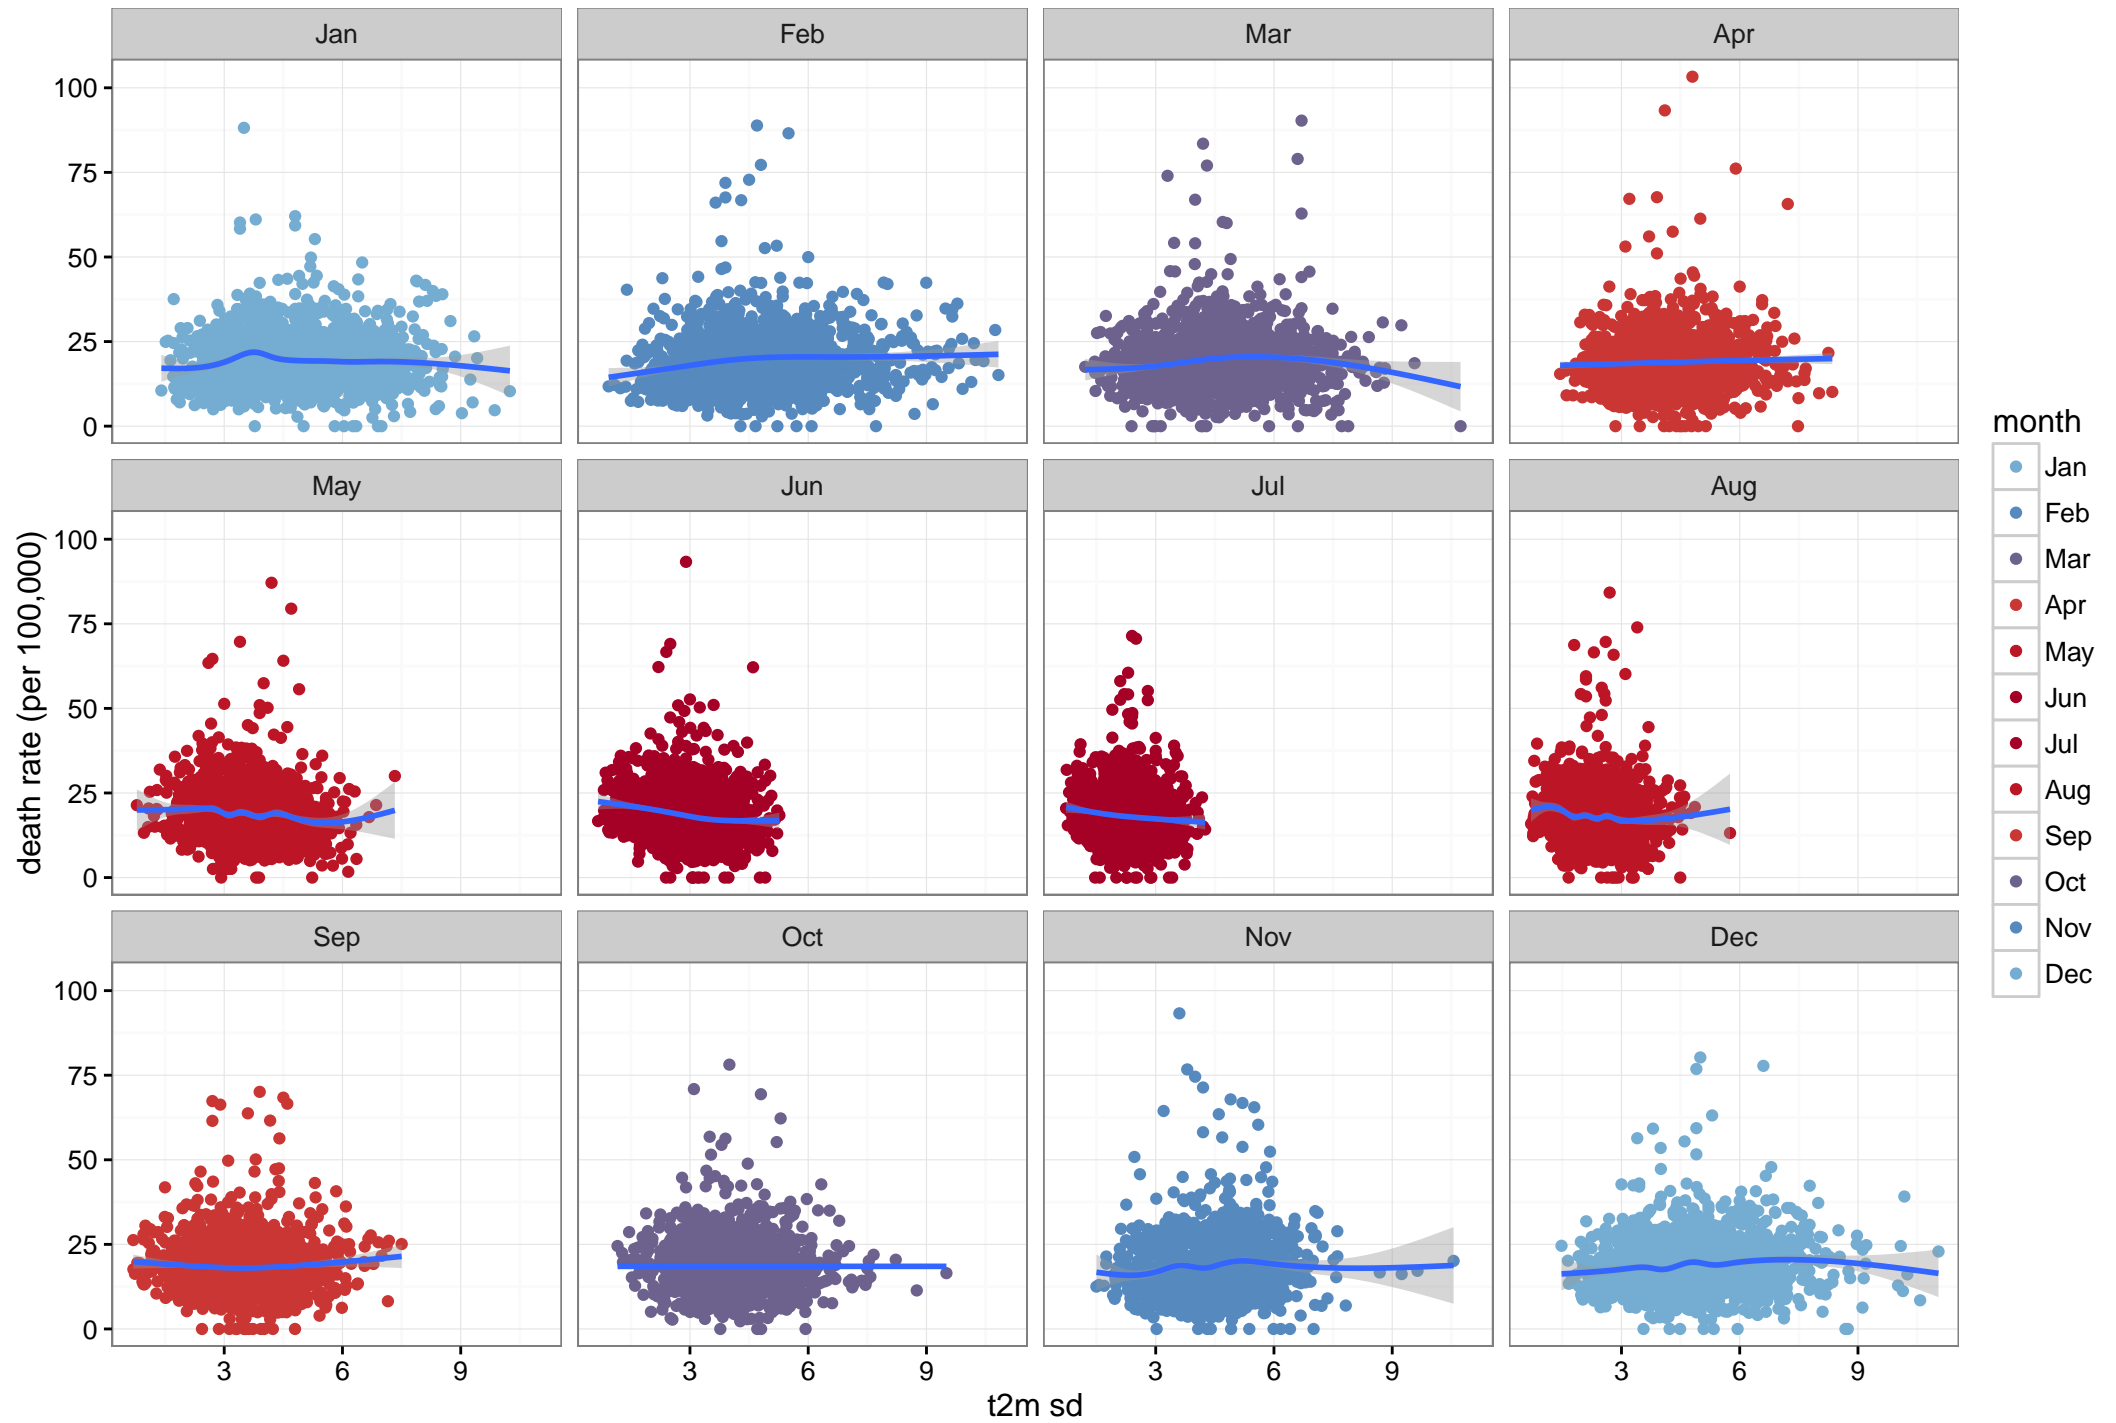 Jan Feb Mar Apr
100
75
50
25
0
May Jun Jul Aug
100
75
50
25
0
Sep Oct Nov Dec
100
75
50
25
0
3 6 9 3 6 9 3 6 9 3 6 9
t2m sd
death rate (per 100,000)
month
Jan
Feb
Mar
Apr
May
Jun
Jul
Aug
Sep
Oct
Nov
Dec